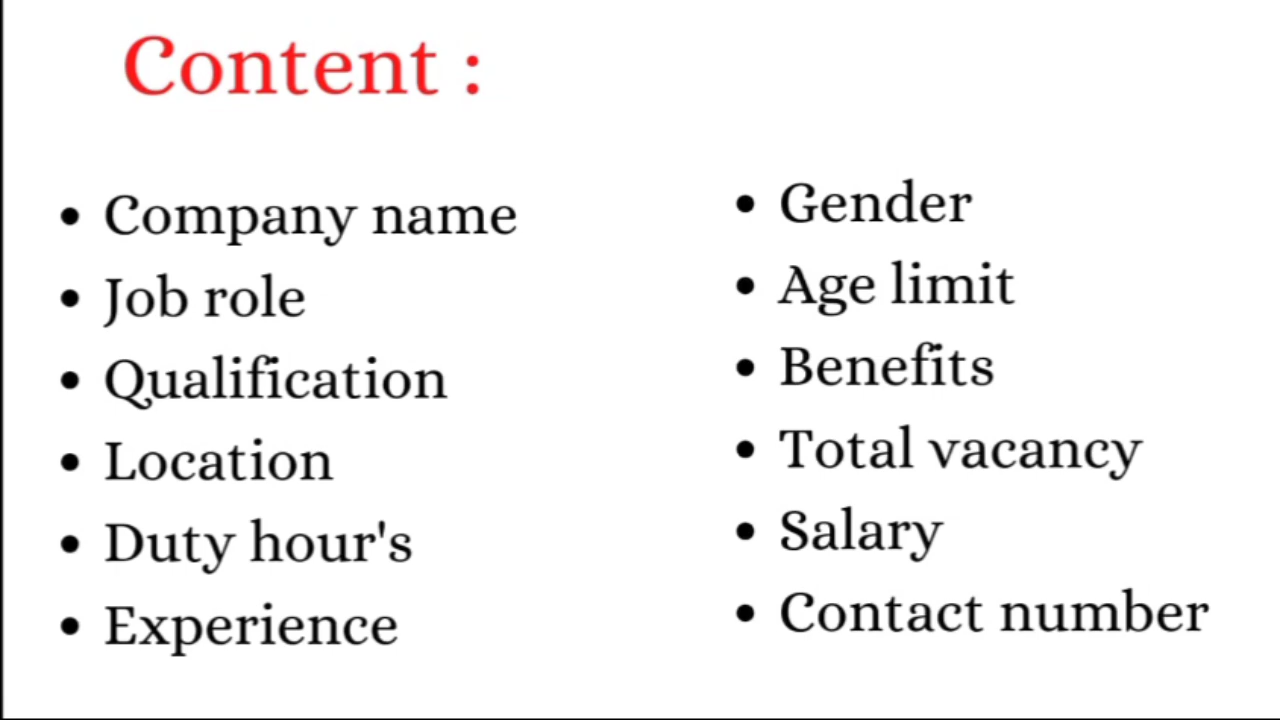 Content :
Company name
Job role
Qualification
Location
Duty hour's
Experience
Gender
Age limit
Benefits
Total vacancy
Salary
Contact number